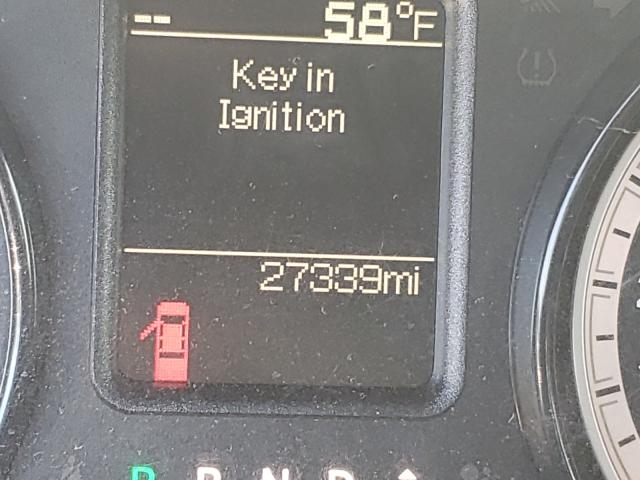 -- 58°F
Key in
Ignition
27339mi
P R N D